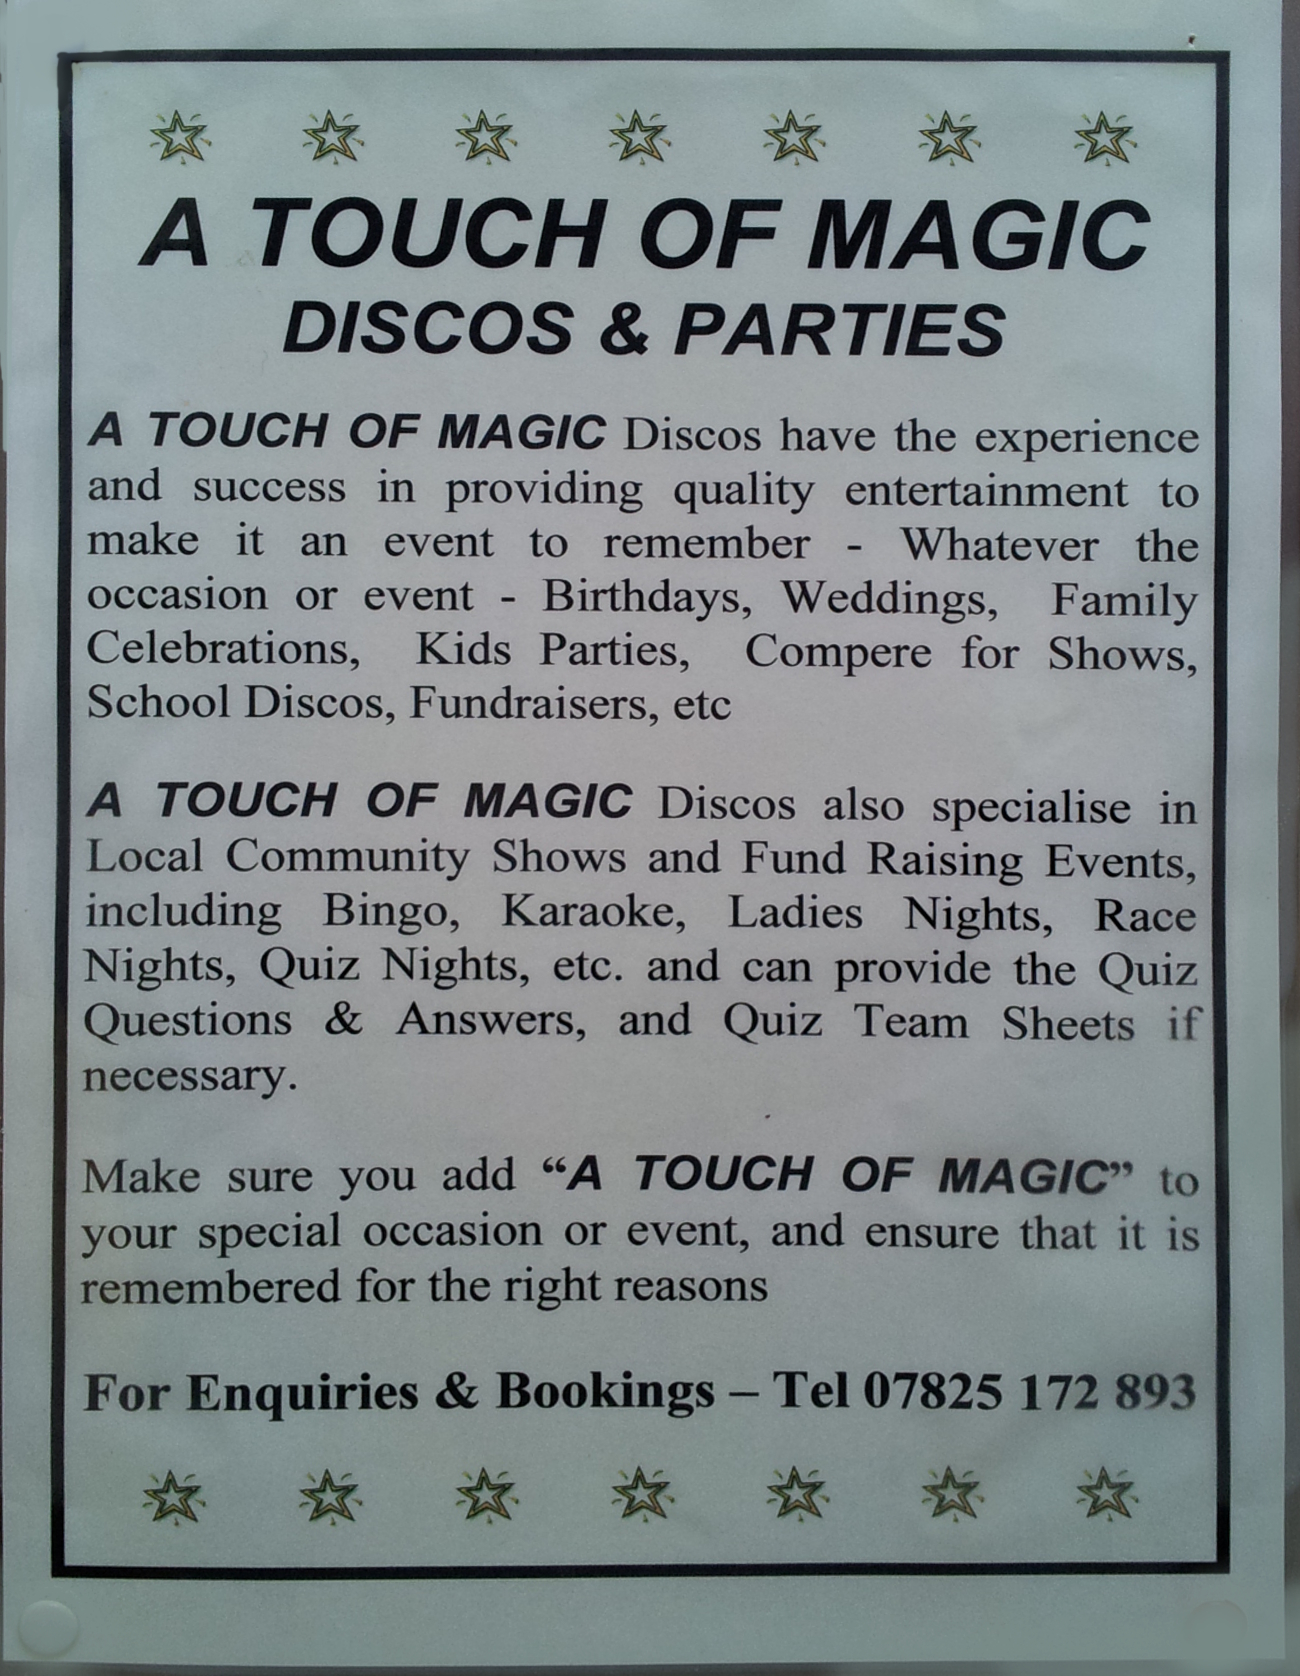 A TOUCH OF MAGIC
DISCOS & PARTIES
A TOUCH OF MAGIC Discos have the experience
and success in providing quality entertainment to
make it an event to remember - Whatever the
occasion or event - Birthdays, Weddings, Family
Celebrations, Kids Parties, Compere for Shows,
School Discos, Fundraisers, etc
A TOUCH OF MAGIC Discos also specialise in
Local Community Shows and Fund Raising Events,
including Bingo, Karaoke, Ladies Nights, Race
Nights, Quiz Nights, etc. and can provide the Quiz
Questions & Answers, and Quiz Team Sheets if
necessary.
Make sure you add “A TOUCH OF MAGIC” to
your special occasion or event, and ensure that it is
remembered for the right reasons
For Enquiries & Bookings – Tel 07825 172 893